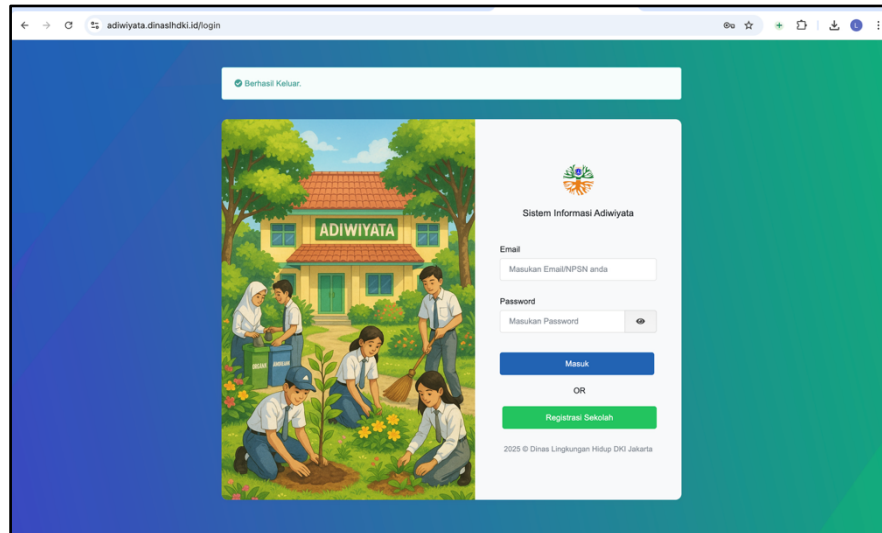 adiwiyata.dinaslhdki.id/login
L
Berhasil Keluar.
ADIWIYATA
Sistem Informasi Adiwiyata
Email
Masukan Email/NPSN anda
Password
Masukan Password
Masuk
OR
Registrasi Sekolah
2025 © Dinas Lingkungan Hidup DKI Jakarta